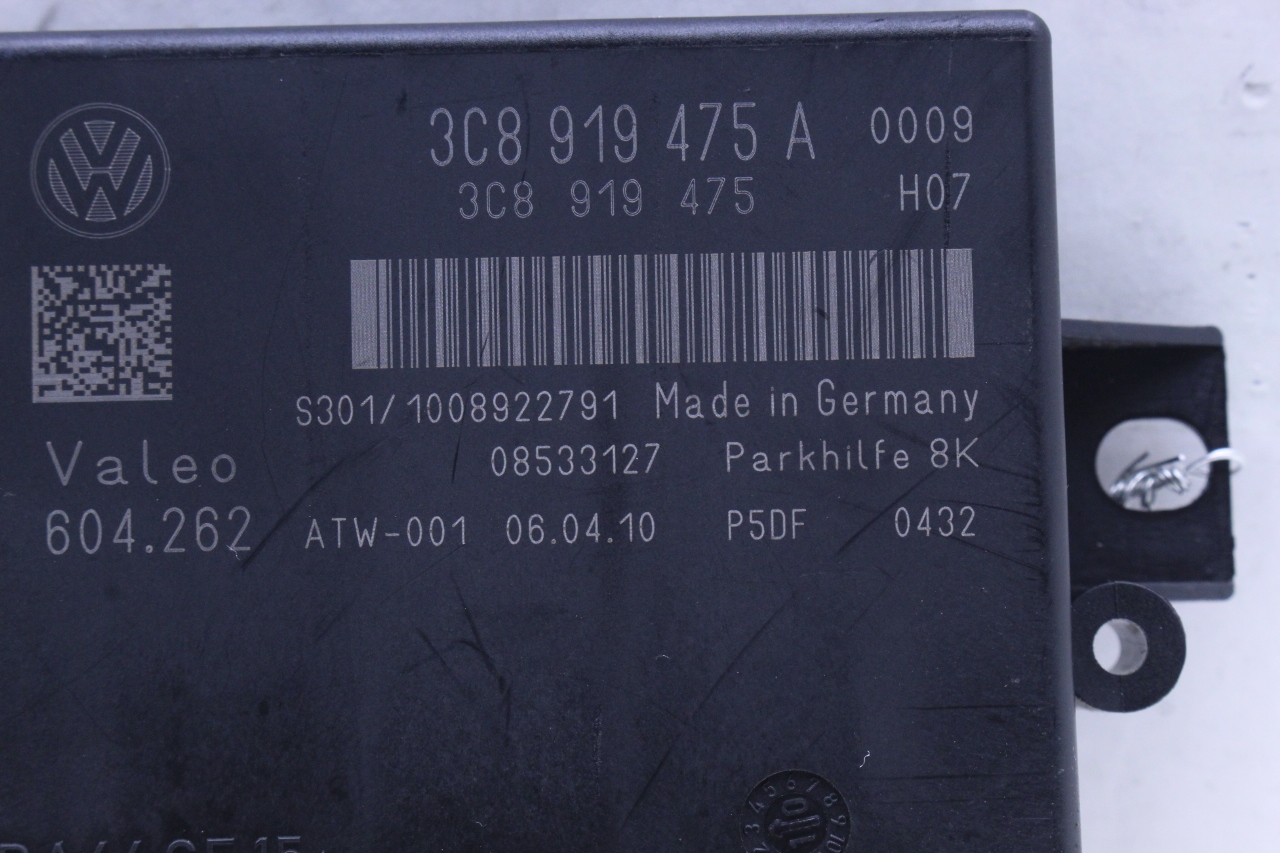 3C8 919 475 A 0009
3C8 919 475 H07
S301/1008922791 Made in Germany
Valeo 08533127 Parkhilfe 8K
604.262 ATW-001 06.04.10 P5DF 0432